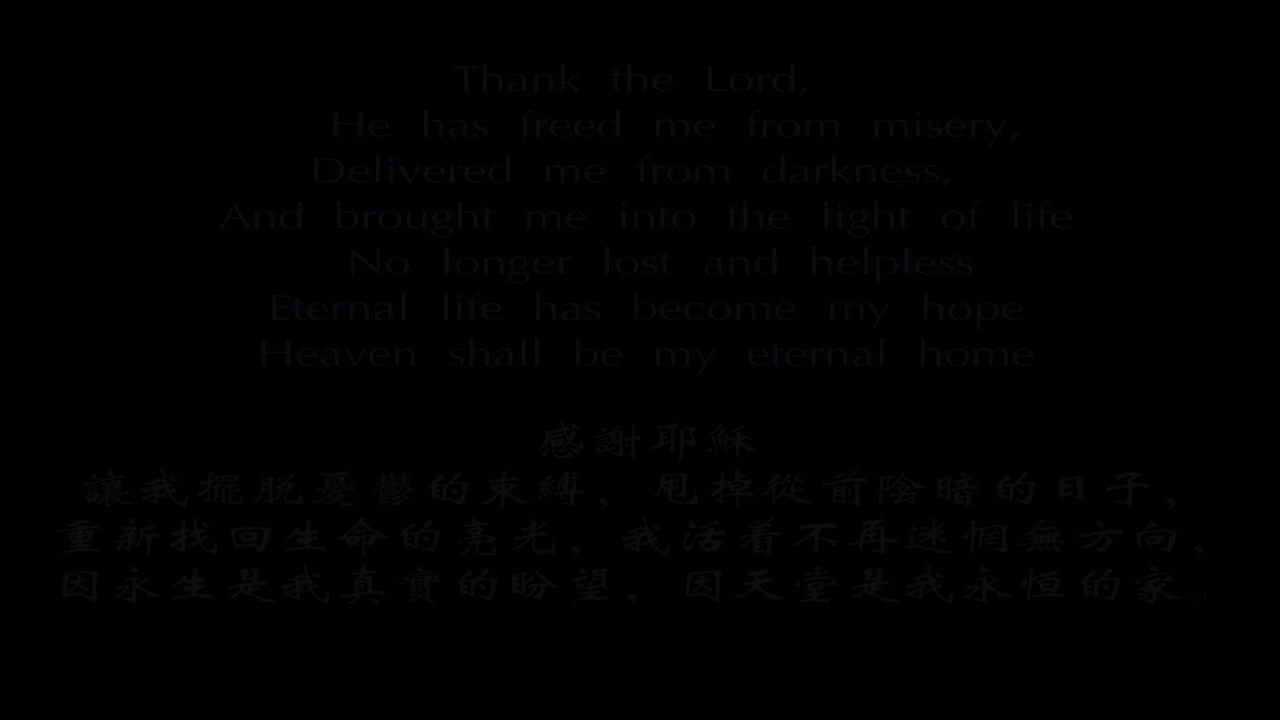 Thank the Lord,
He has freed me from misery,
Delivered me from darkness,
And brought me into the light of life
No longer lost and helpless
Eternal life has become my hope
Heaven shall be my eternal home
感謝耶穌
讓我擺脫憂鬱的束縛，甩掉從前陰暗的日子，
重新找回生命的亮光，我活着不再迷惘無方向，
因永生是我真實的盼望，因天堂是我永恒的家。